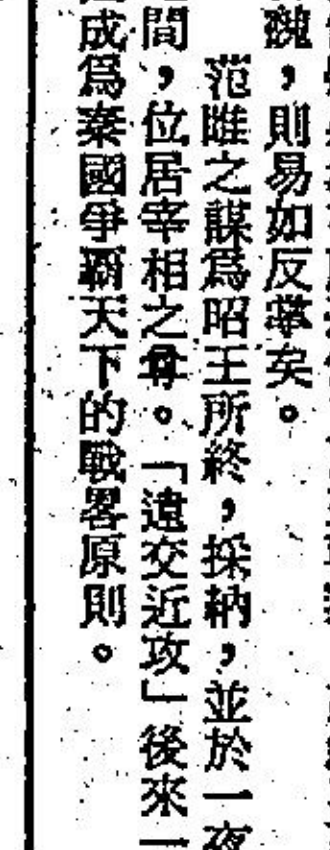 魏，則易如反掌矣。
范雎之謀爲昭王所終，採納，並於一夜
間，位居宰相之尊。「遠交近攻」後來一
成爲秦國爭霸天下的戰畧原則。